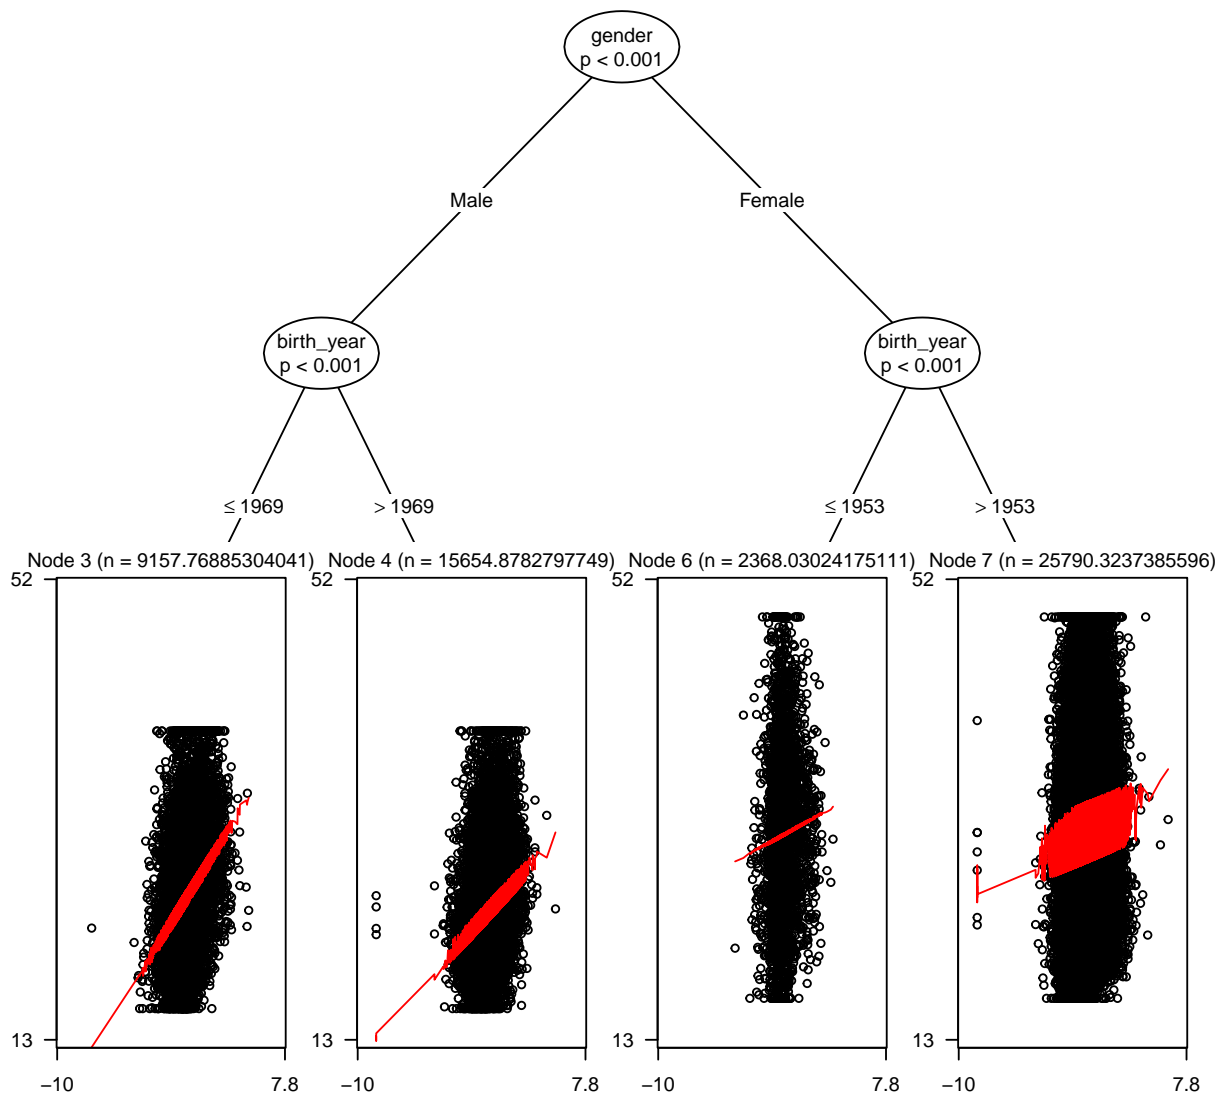 gender
p < 0.001
Male
Female
birth_year
p < 0.001
birth_year
p < 0.001
≤ 1969
> 1969
≤ 1953
> 1953
Node 3 (n = 9157.76885304041)
Node 4 (n = 15654.8782797749)
Node 6 (n = 2368.03024175111)
Node 7 (n = 25790.3237385596)
52
52
52
52
13
13
13
13
−10
7.8
−10
7.8
−10
7.8
−10
7.8